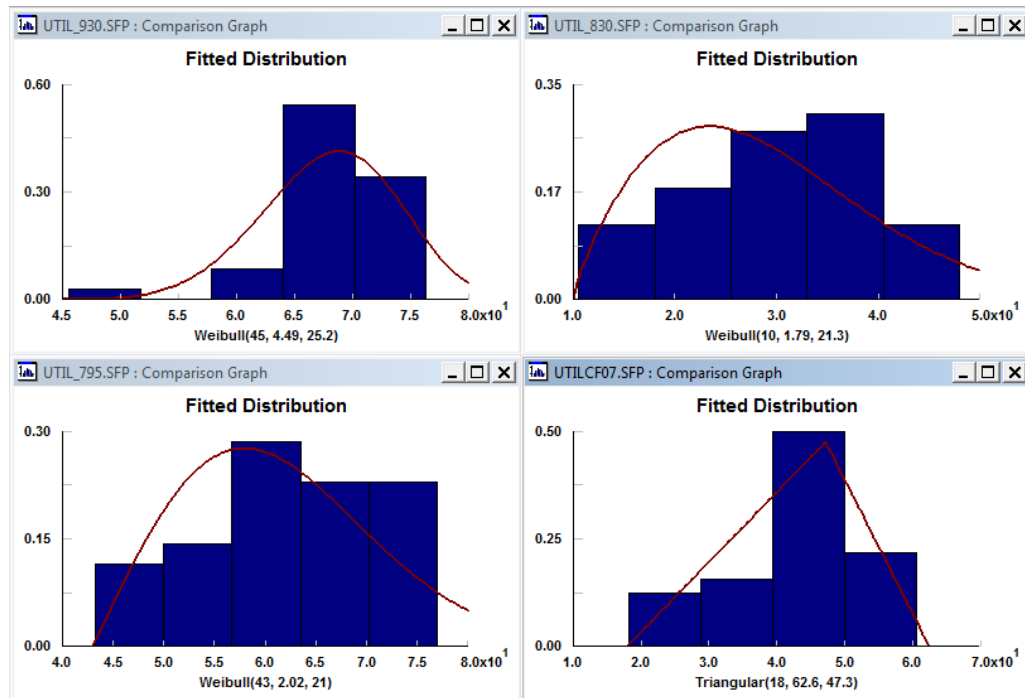 UTIL_930.SFP : Comparison Graph
Fitted Distribution
0.60
0.30
0.00
4.5 5.0 5.5 6.0 6.5 7.0 7.5 8.0x10^1
Weibull(45, 4.49, 25.2)
UTIL_830.SFP : Comparison Graph
Fitted Distribution
0.35
0.17
0.00
1.0 2.0 3.0 4.0 5.0x10^1
Weibull(10, 1.79, 21.3)
UTIL_795.SFP : Comparison Graph
Fitted Distribution
0.30
0.15
0.00
4.0 4.5 5.0 5.5 6.0 6.5 7.0 7.5 8.0x10^1
Weibull(43, 2.02, 21)
UTILCF07.SFP : Comparison Graph
Fitted Distribution
0.50
0.25
0.00
1.0 2.0 3.0 4.0 5.0 6.0 7.0x10^1
Triangular(18, 62.6, 47.3)